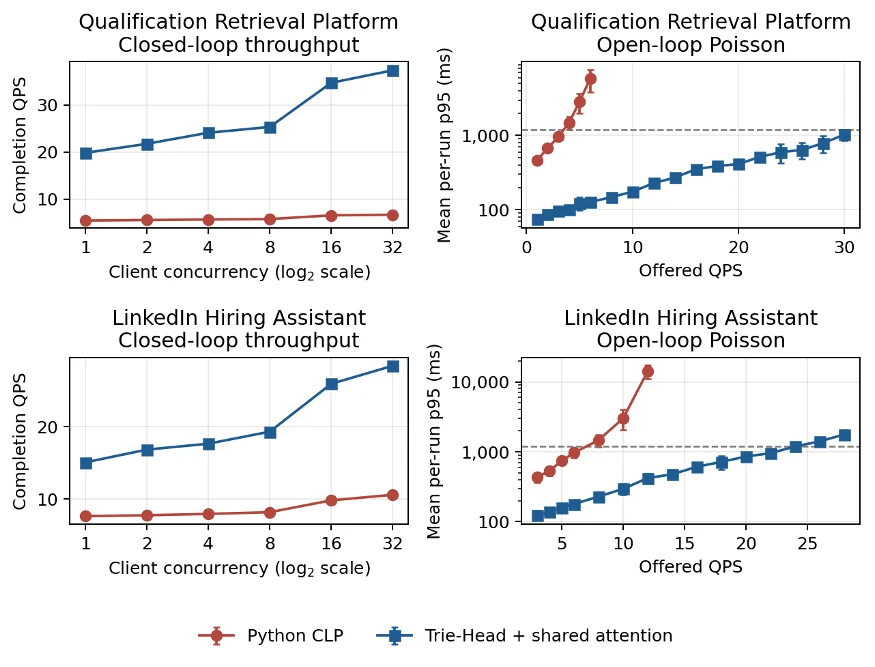 Qualification Retrieval Platform
Closed-loop throughput
Completion QPS
30
20
10
1 2 4 8 16 32
Client concurrency (log₂ scale)
Qualification Retrieval Platform
Open-loop Poisson
Mean per-run p95 (ms)
1,000
100
0 10 20 30
Offered QPS
LinkedIn Hiring Assistant
Closed-loop throughput
Completion QPS
20
10
1 2 4 8 16 32
Client concurrency (log₂ scale)
LinkedIn Hiring Assistant
Open-loop Poisson
Mean per-run p95 (ms)
10,000
1,000
100
5 10 15 20 25
Offered QPS
Python CLP
Trie-Head + shared attention